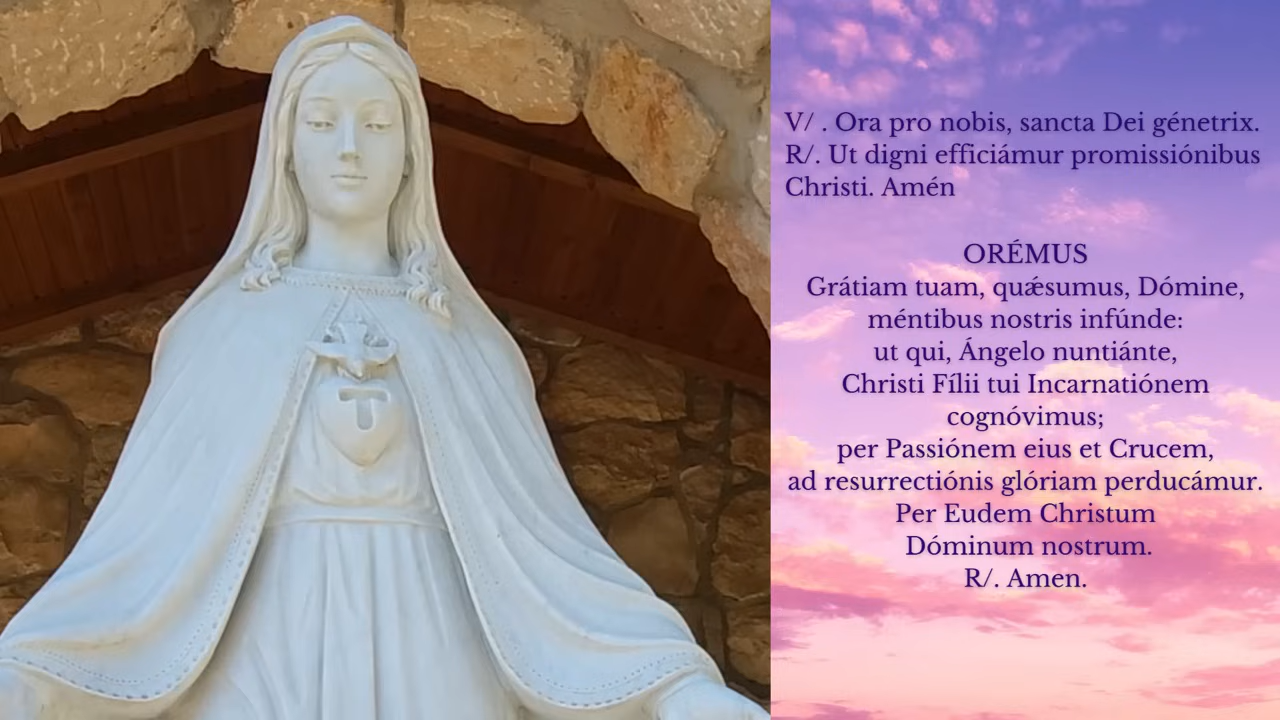 V/ . Ora pro nobis, sancta Dei génetrix.
R/. Ut digni efficiámur promissiónibus
Christi. Amén
ORÉMUS
Grátiam tuam, quǽsumus, Dómine,
méntibus nostris infúnde:
ut qui, Ángelo nuntiánte,
Christi Fílii tui Incarnatiónem
cognóvimus;
per Passiónem eius et Crucem,
ad resurrectiónis glóriam perducámur.
Per Eudem Christum
Dóminum nostrum.
R/. Amen.